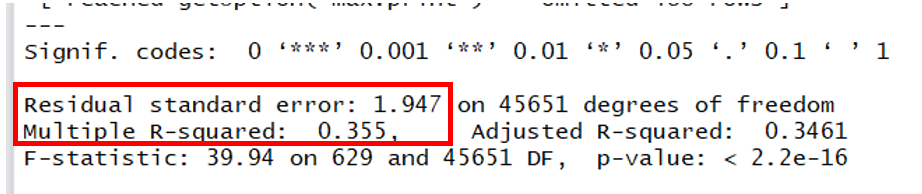 [ reached getOption("max.print") -- omitted 480 rows ]
---
Signif. codes:  0 ‘***’ 0.001 ‘**’ 0.01 ‘*’ 0.05 ‘.’ 0.1 ‘ ’ 1
Residual standard error: 1.947 on 45651 degrees of freedom
Multiple R-squared:  0.355,     Adjusted R-squared:  0.3461
F-statistic: 39.94 on 629 and 45651 DF,  p-value: < 2.2e-16